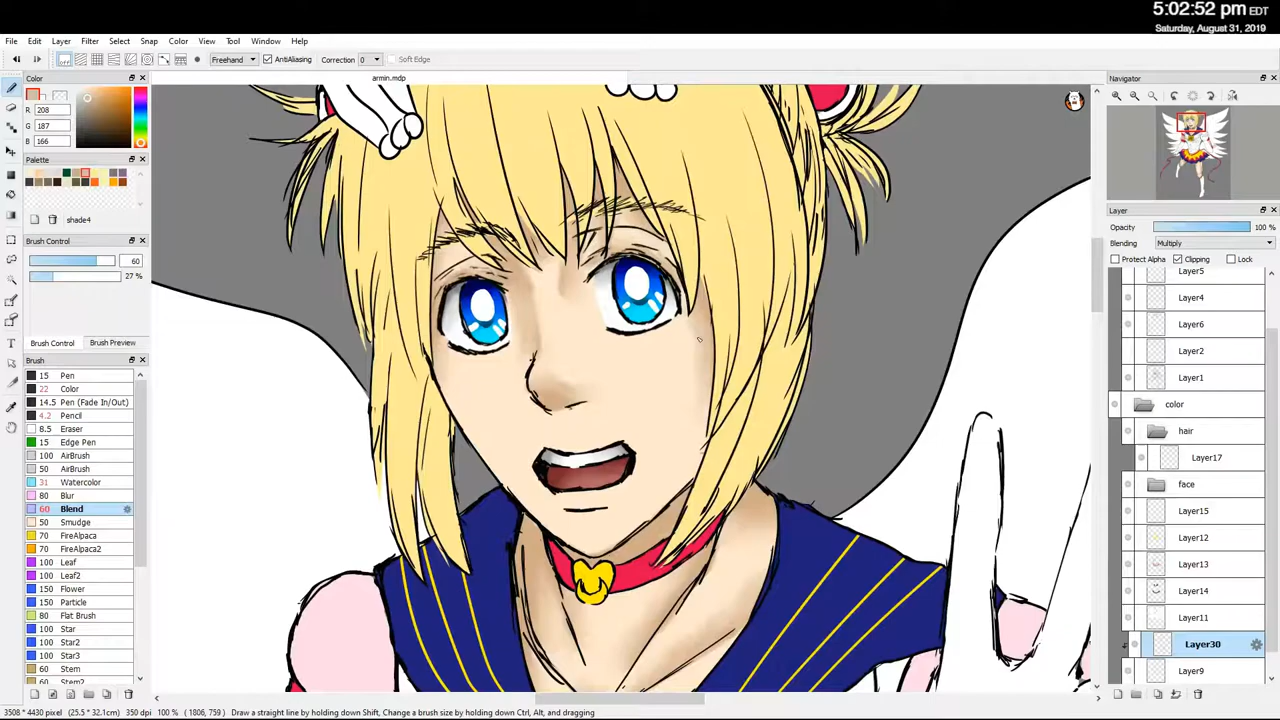 5:02:52 pm EDT
Saturday, August 31, 2019
File Edit Layer Filter Select Snap Color View Tool Window Help
OFF Freehand AntiAliasing Correction 0 Soft Edge
Color
R 208
G 187
B 166
Palette
shade4
Brush Control
60
27 %
Brush Control Brush Preview
Brush
15 Pen
22 Color
14.5 Pen (Fade In/Out)
4.2 Pencil
8.5 Eraser
15 Edge Pen
100 AirBrush
50 AirBrush
31 Watercolor
80 Blur
60 Blend
50 Smudge
70 FireAlpaca
70 FireAlpaca2
100 Leaf
100 Leaf2
150 Flower
150 Particle
80 Flat Brush
100 Star
100 Star2
100 Star3
60 Stem
60 Stem2
armin.mdp
Navigator
Layer
Opacity 100 %
Blending Multiply
Protect Alpha Clipping Lock
Layer5
Layer4
Layer6
Layer2
Layer1
color
hair
Layer17
face
Layer15
Layer12
Layer13
Layer14
Layer11
Layer30
Layer9
3508 * 4430 pixel (25.5 * 32.1cm) 350 dpi 100 % ( 1806, 759 ) Draw a straight line by holding down Shift, Change a brush size by holding down Ctrl, Alt, and dragging